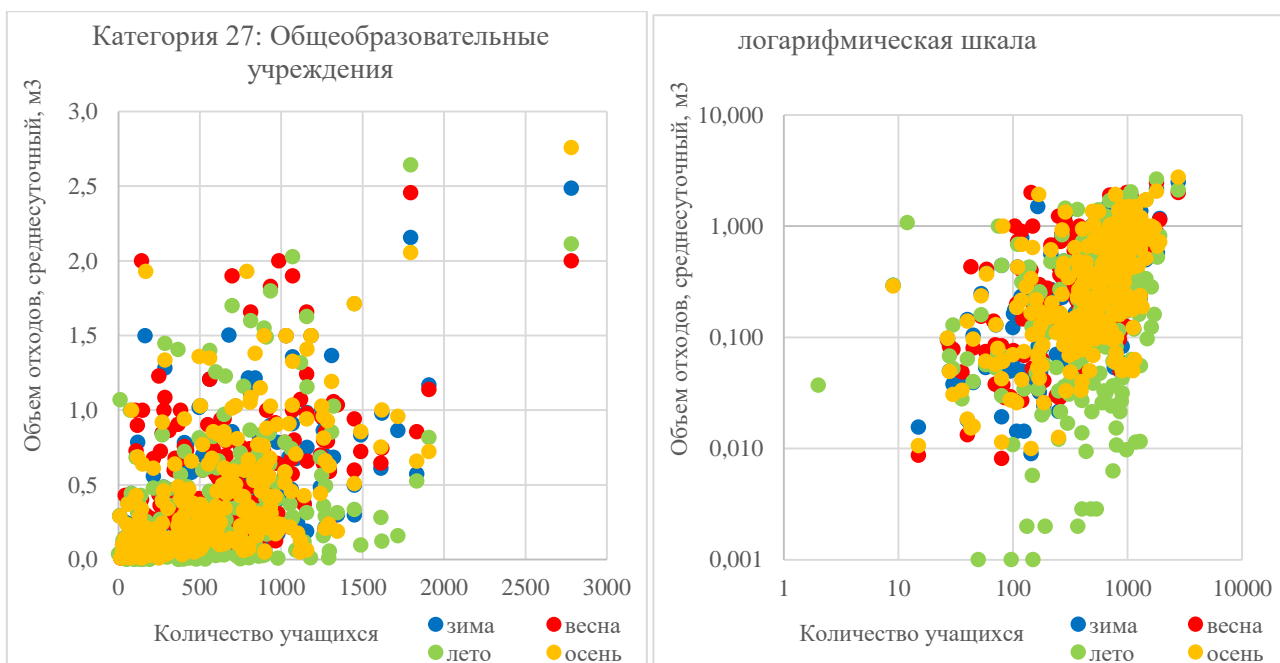 Категория 27: Общеобразовательные
учреждения
Объем отходов, среднесуточный, м3
3,0
2,5
2,0
1,5
1,0
0,5
0,0
0 500 1000 1500 2000 2500 3000
Количество учащихся
зима весна
лето осень
логарифмическая шкала
Объем отходов, среднесуточный, м3
10,000
1,000
0,100
0,010
0,001
1 10 100 1000 10000
Количество учащихся
зима весна
лето осень